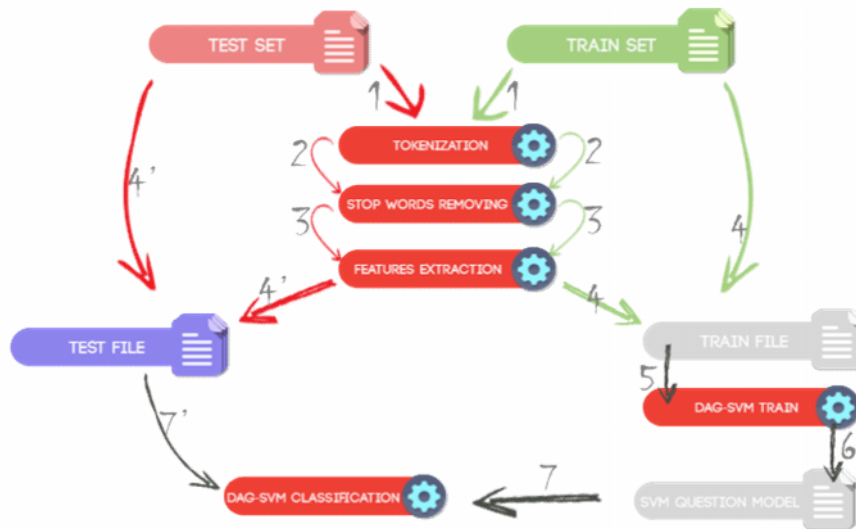 TEST SET
TRAIN SET
1
1
TOKENIZATION
2
2
4'
STOP WORDS REMOVING
3
3
4
FEATURES EXTRACTION
4'
4
TEST FILE
TRAIN FILE
5
DAG-SVM TRAIN
7'
6
7
DAG-SVM CLASSIFICATION
SVM QUESTION MODEL